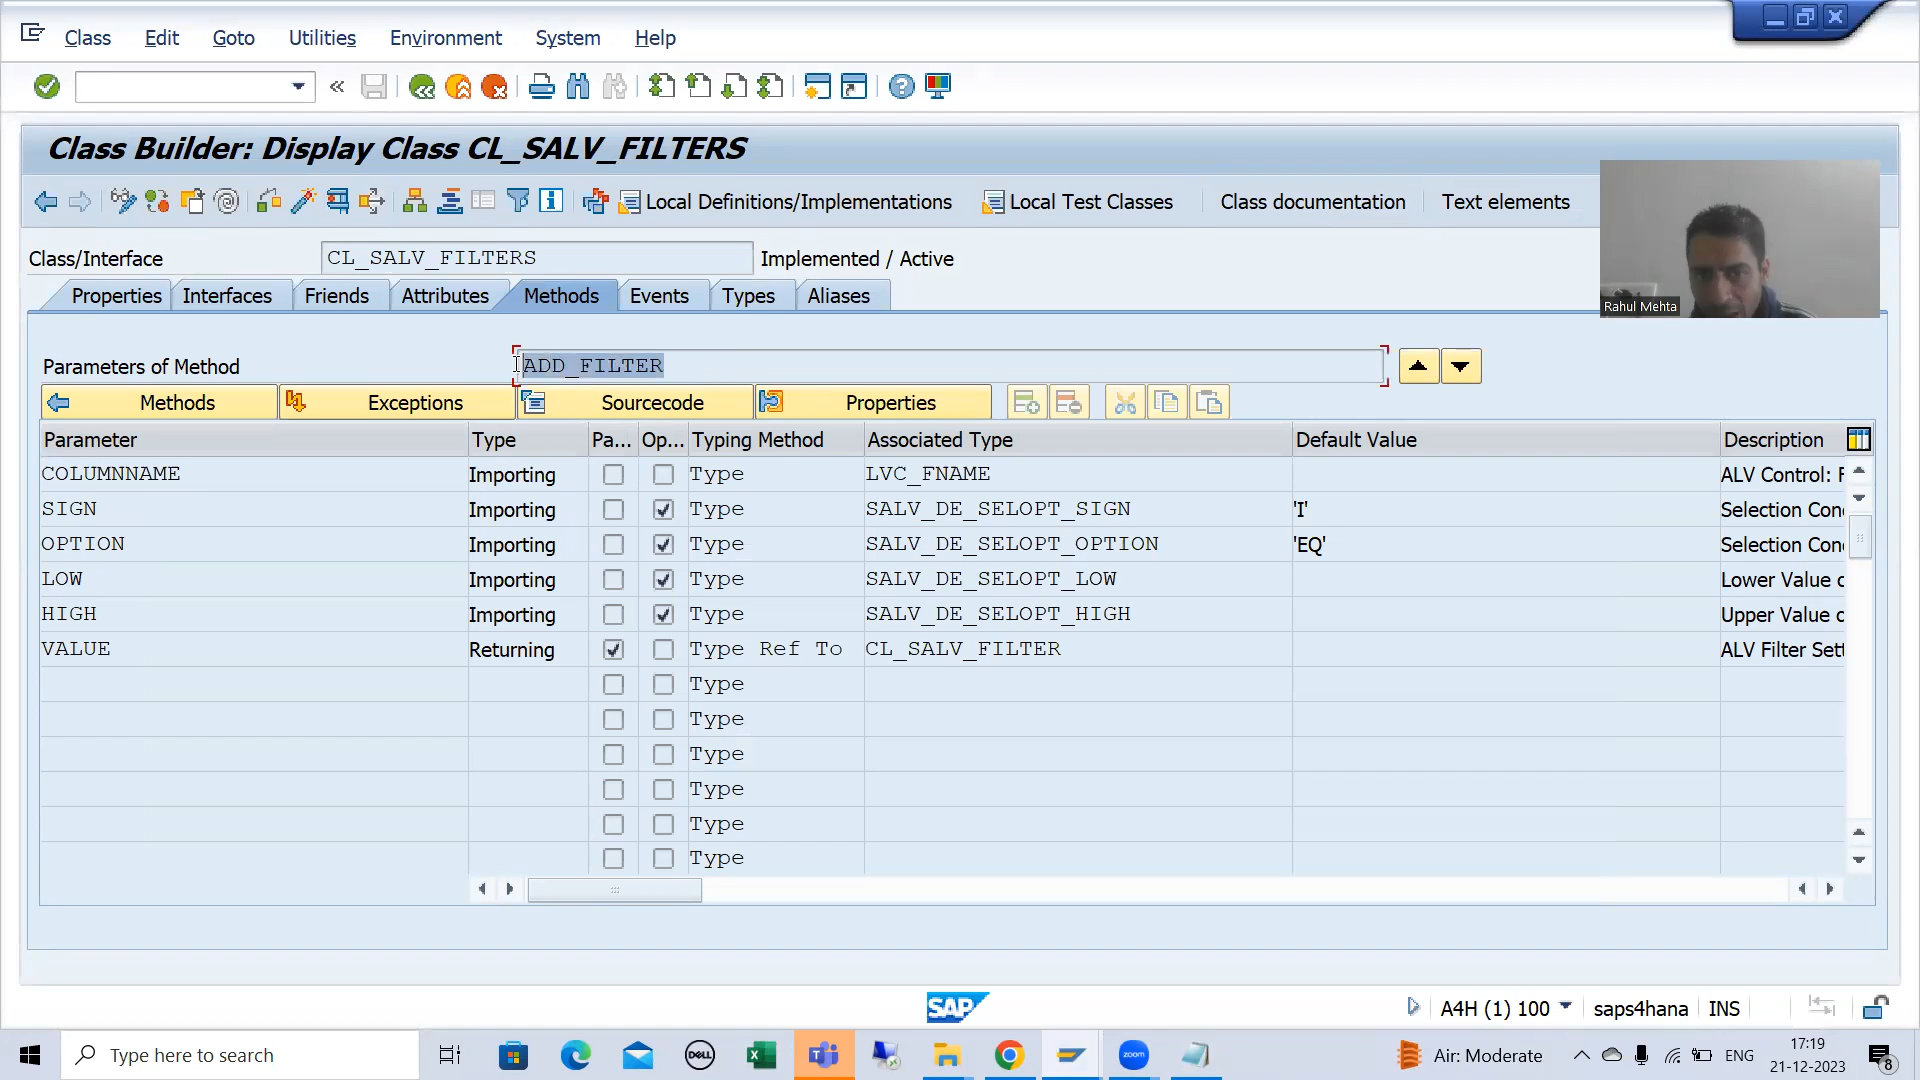 Class Edit Goto Utilities Environment System Help
Class Builder: Display Class CL_SALV_FILTERS
Local Definitions/Implementations Local Test Classes Class documentation Text elements
Class/Interface CL_SALV_FILTERS Implemented / Active
Properties Interfaces Friends Attributes Methods Events Types Aliases
Rahul Mehta
Parameters of Method ADD_FILTER
Methods Exceptions Sourcecode Properties
Parameter Type Pa... Op... Typing Method Associated Type Default Value Description
COLUMNNAME Importing Type LVC_FNAME ALV Control: F
SIGN Importing Type SALV_DE_SELOPT_SIGN 'I' Selection Con
OPTION Importing Type SALV_DE_SELOPT_OPTION 'EQ' Selection Con
LOW Importing Type SALV_DE_SELOPT_LOW Lower Value o
HIGH Importing Type SALV_DE_SELOPT_HIGH Upper Value o
VALUE Returning Type Ref To CL_SALV_FILTER ALV Filter Sett
Type
Type
Type
Type
Type
Type
SAP A4H (1) 100 saps4hana INS
Type here to search DELL zoom Air: Moderate ENG 17:19
21-12-2023 8